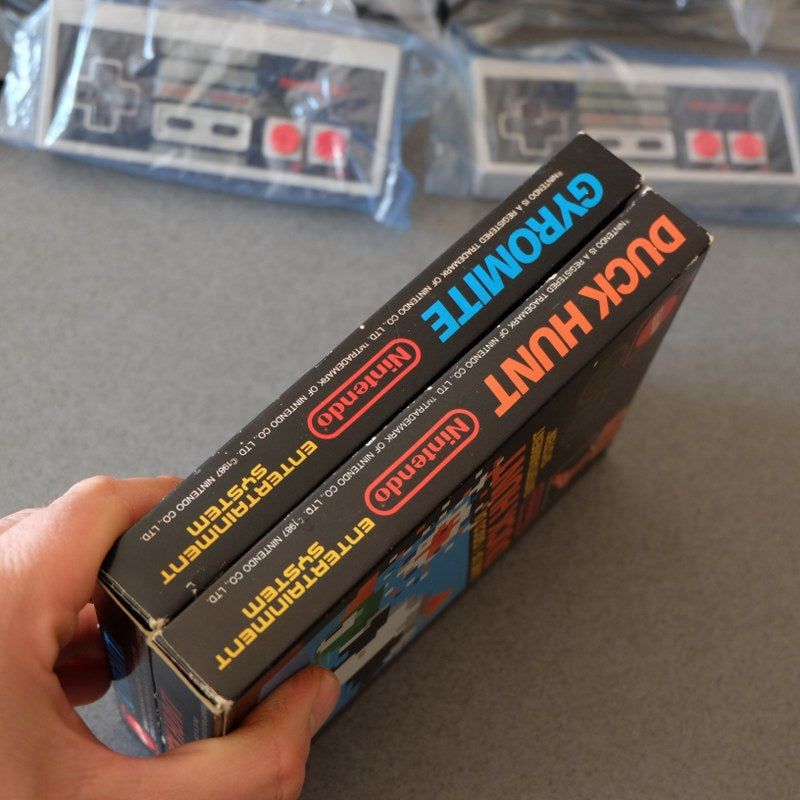 GYROMITE
®NINTENDO IS A REGISTERED TRADEMARK OF NINTENDO CO., LTD. ™TRADEMARK OF NINTENDO CO., LTD. ©1987 NINTENDO CO., LTD.
Nintendo
ENTERTAINMENT
SYSTEM
DUCK HUNT
®NINTENDO IS A REGISTERED TRADEMARK OF NINTENDO CO., LTD. ™TRADEMARK OF NINTENDO CO., LTD. ©1987 NINTENDO CO., LTD.
Nintendo
ENTERTAINMENT
SYSTEM